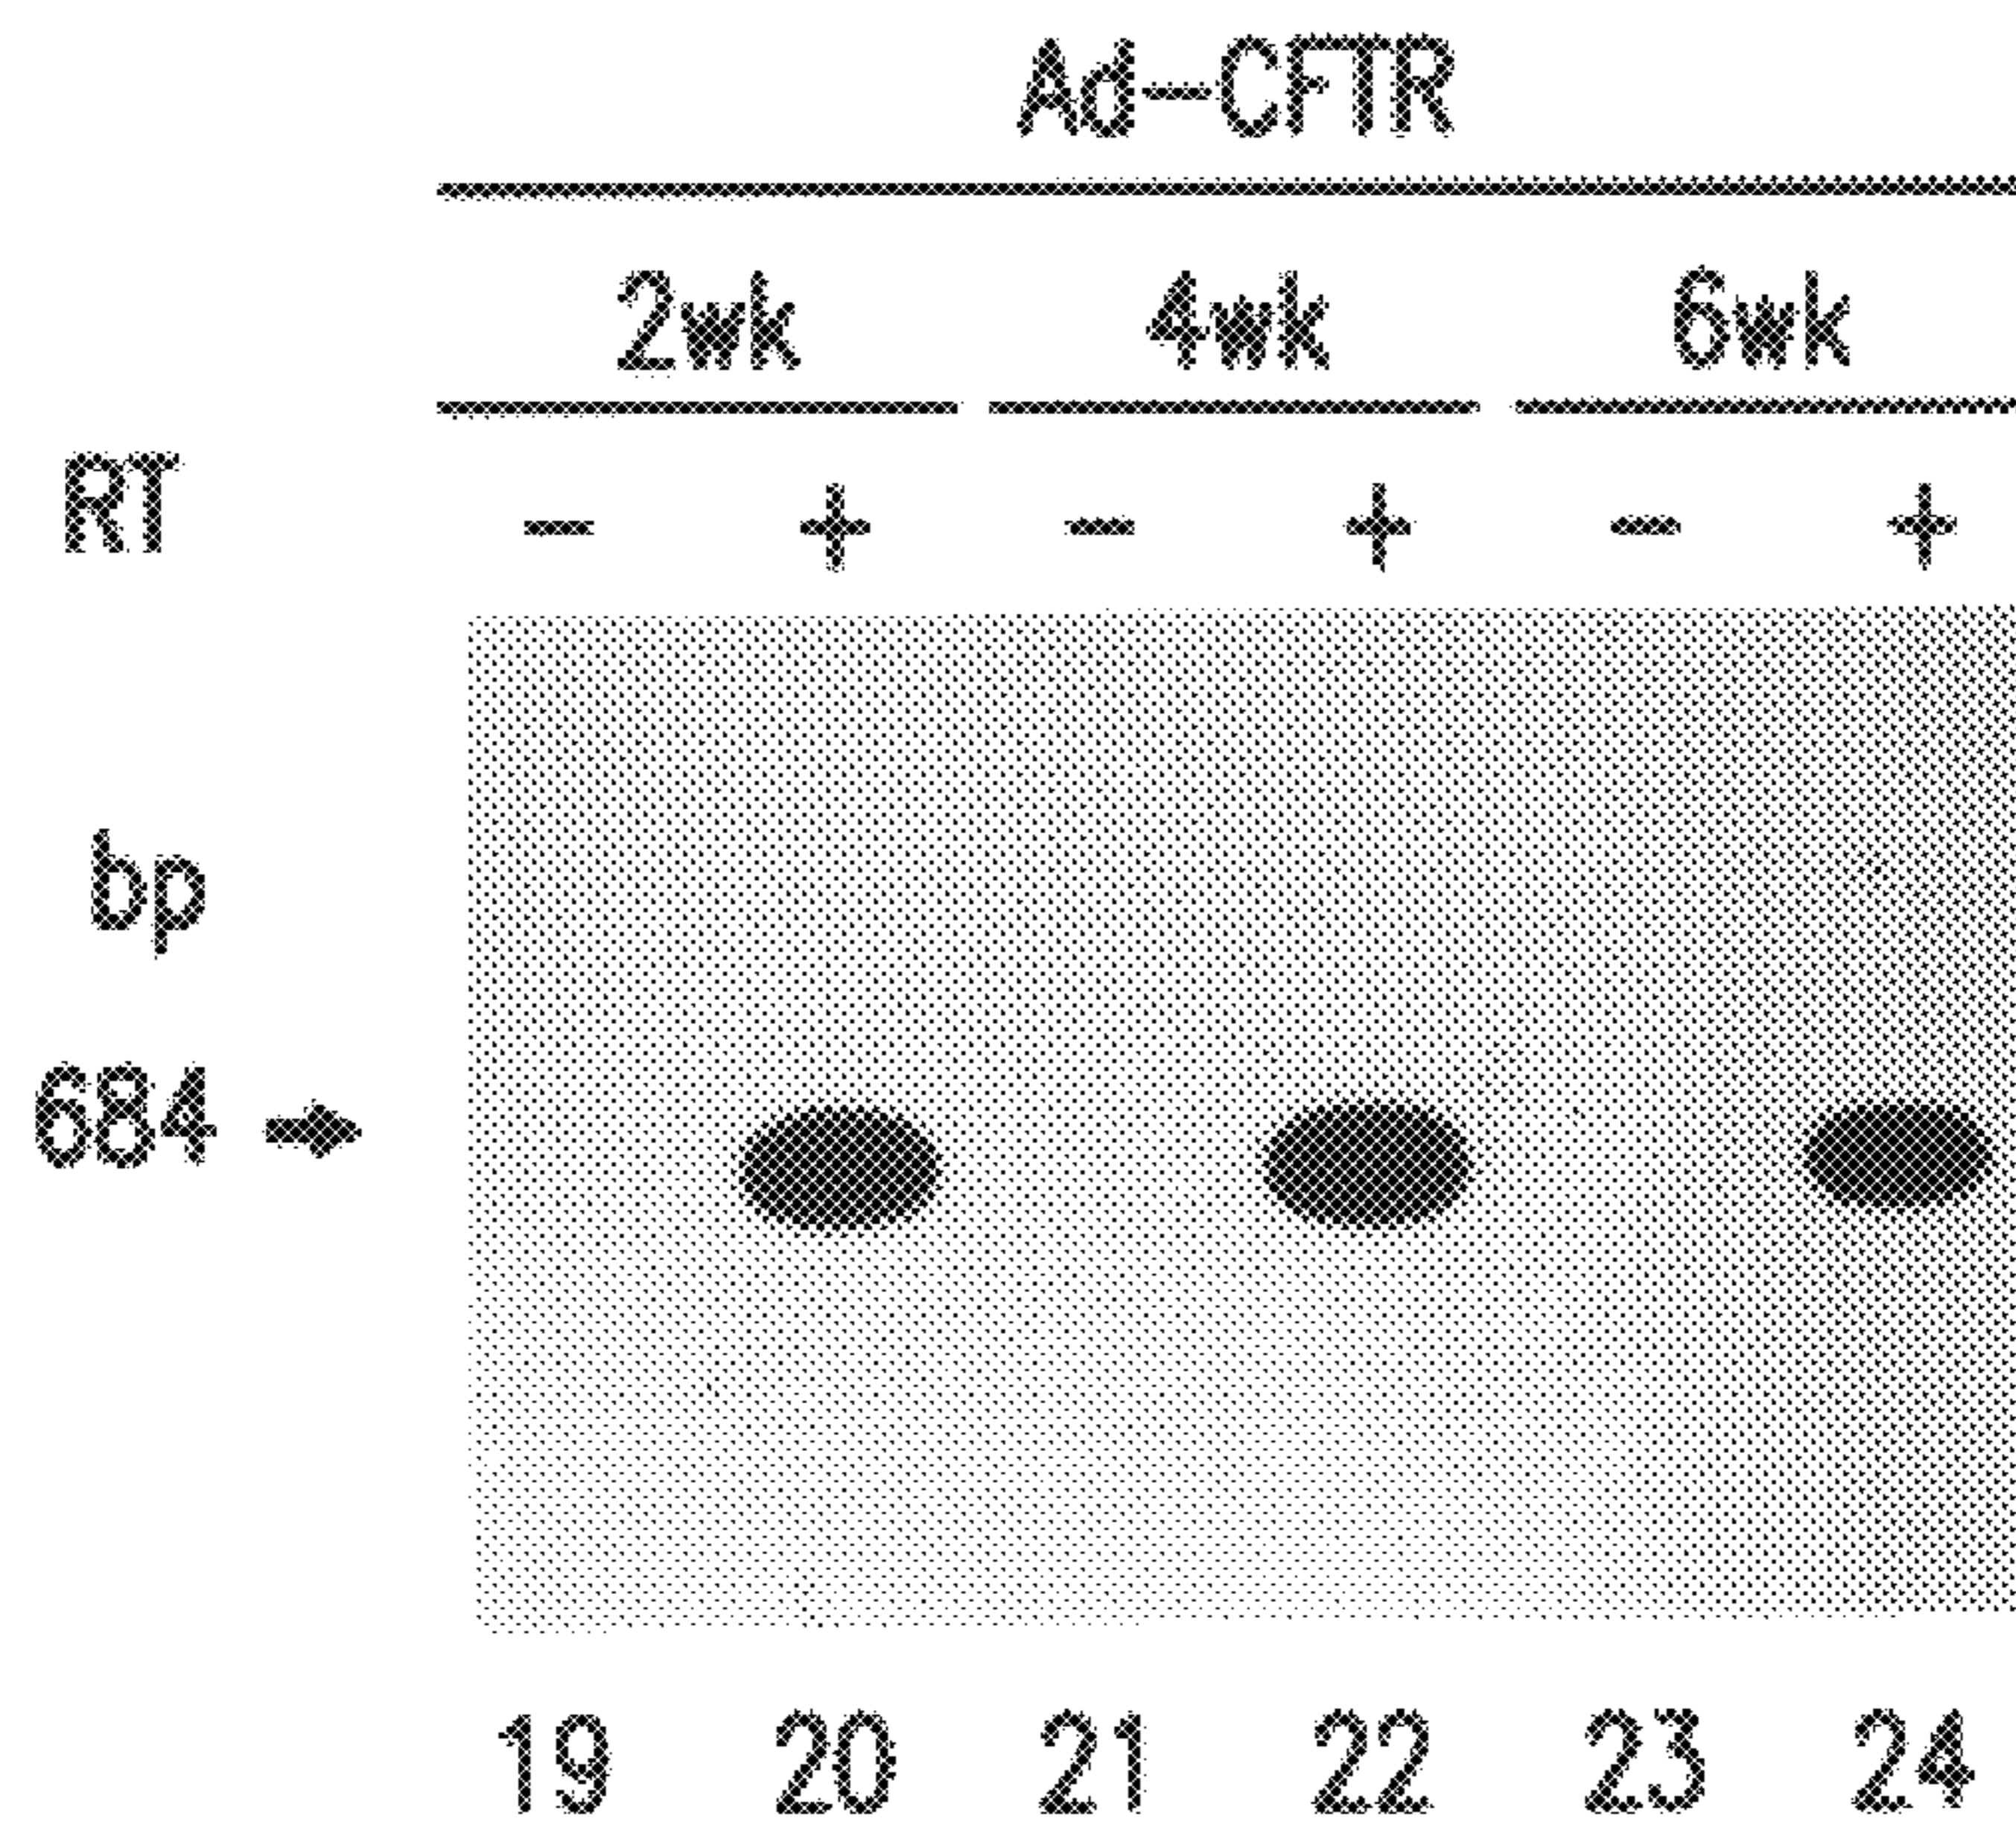 Ad-CFTR
2wk 4wk 6wk
RT - + - + - +
bp
684
19 20 21 22 23 24